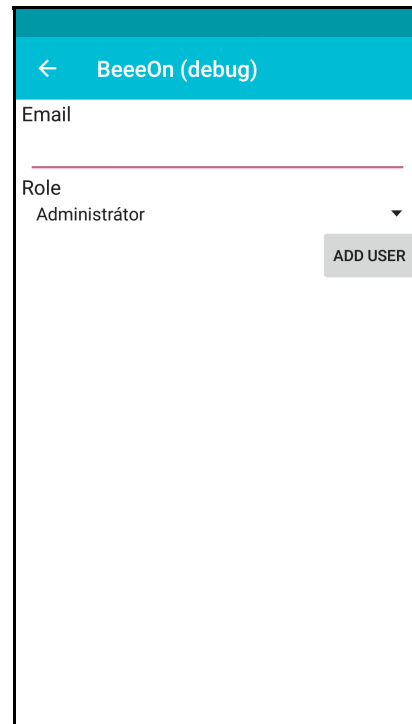 BeeeOn (debug)
Email
Role
Administrátor
ADD USER